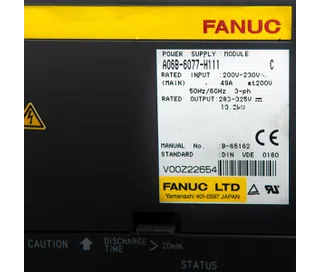 FANUC
POWER SUPPLY MODULE
A06B-6077-H111 C
RATED INPUT :200V-230V~
(MAIN) . 49A at200V
50Hz/60Hz 3-ph
RATED OUTPUT :283-325V ⎓
13.2kW
MANUAL No. :B-65162
STANDARD :DIN VDE 0160
V00Z22654
FANUC LTD
Yamanashi 401-0597 JAPAN
CAUTION DISCHARGE TIME > 20min.
STATUS